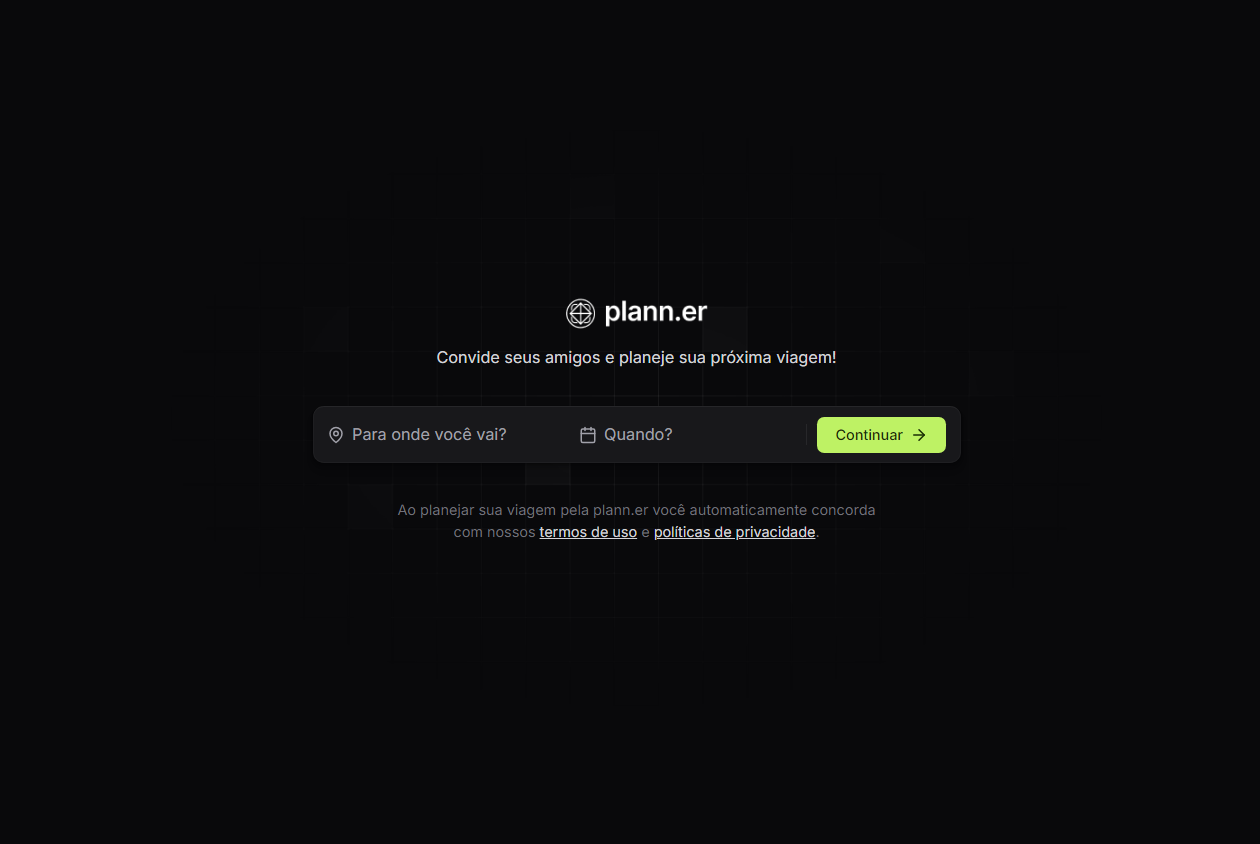 plann.er
Convide seus amigos e planeje sua próxima viagem!
Para onde você vai? Quando? Continuar
Ao planejar sua viagem pela plann.er você automaticamente concorda
com nossos termos de uso e políticas de privacidade.